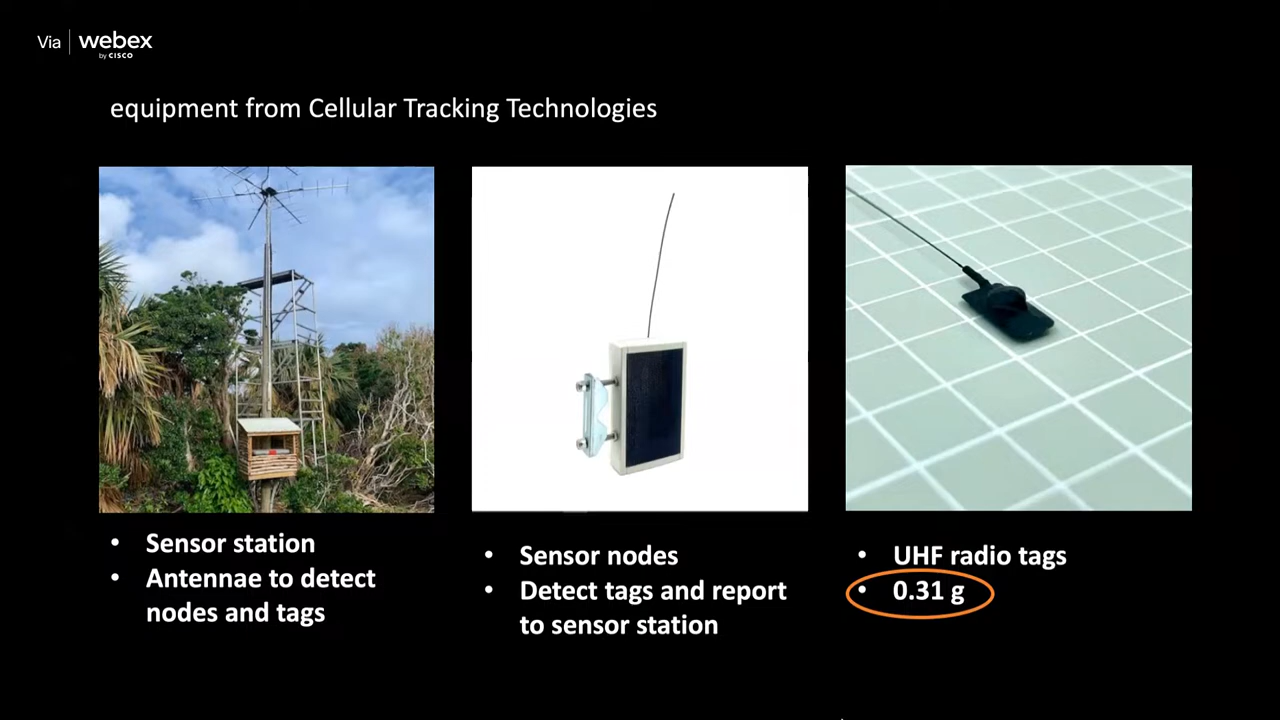 Via webex
by CISCO
equipment from Cellular Tracking Technologies
• Sensor station
• Antennae to detect
nodes and tags
• Sensor nodes
• Detect tags and report
to sensor station
• UHF radio tags
• 0.31 g